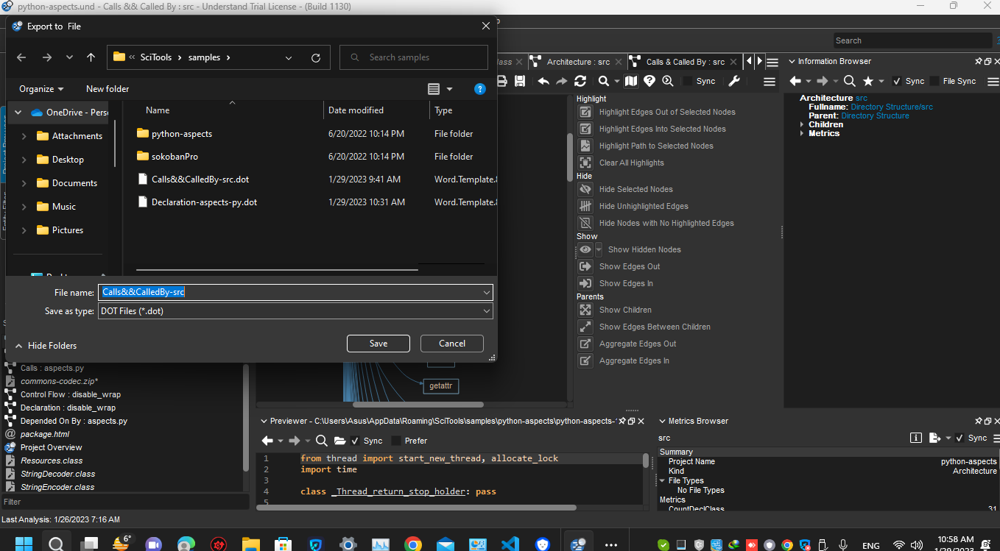 python-aspects.und - Calls && Called By : src - Understand Trial License - (Build 1130)
Export to File
SciTools > samples >
Search samples
Organize
New folder
OneDrive - Pers
Attachments
Desktop
Documents
Music
Pictures
Name
Date modified
Type
python-aspects
6/20/2022 10:14 PM
File folder
sokobanPro
6/20/2022 10:14 PM
File folder
Calls&&CalledBy-src.dot
1/29/2023 9:41 AM
Word.Template.
Declaration-aspects-py.dot
1/29/2023 10:31 AM
Word.Template.
File name: Calls&&CalledBy-src
Save as type: DOT Files (*.dot)
Hide Folders
Save
Cancel
Search
Architecture : src
Calls & Called By : src
Sync
Highlight
Highlight Edges Out of Selected Nodes
Highlight Edges Into Selected Nodes
Highlight Path to Selected Nodes
Clear All Highlights
Hide
Hide Selected Nodes
Hide Unhighlighted Edges
Hide Nodes with No Highlighted Edges
Show
Show Hidden Nodes
Show Edges Out
Show Edges In
Parents
Show Children
Show Edges Between Children
Aggregate Edges Out
Aggregate Edges In
Information Browser
Sync
File Sync
Architecture src
Fullname: Directory Structure/src
Parent: Directory Structure
Children
Metrics
getattr
Calls : aspects.py
commons-codec.zip*
Control Flow : disable_wrap
Declaration : disable_wrap
Depended On By : aspects.py
package.html
Project Overview
Resources.class
StringDecoder.class
StringEncoder.class
Filter
Last Analysis: 1/26/2023 7:16 AM
Previewer - C:\Users\Asus\AppData\Roaming\SciTools\samples\python-aspects\python-aspects-
Sync
Prefer
1 from thread import start_new_thread, allocate_lock
2 import time
3
4 class _Thread_return_stop_holder: pass
5
Metrics Browser
src
Sync
Summary
Project Name
python-aspects
Kind
Architecture
File Types
No File Types
Metrics
CountDeclClass
31
6°
ENG
10:58 AM
1/29/2023